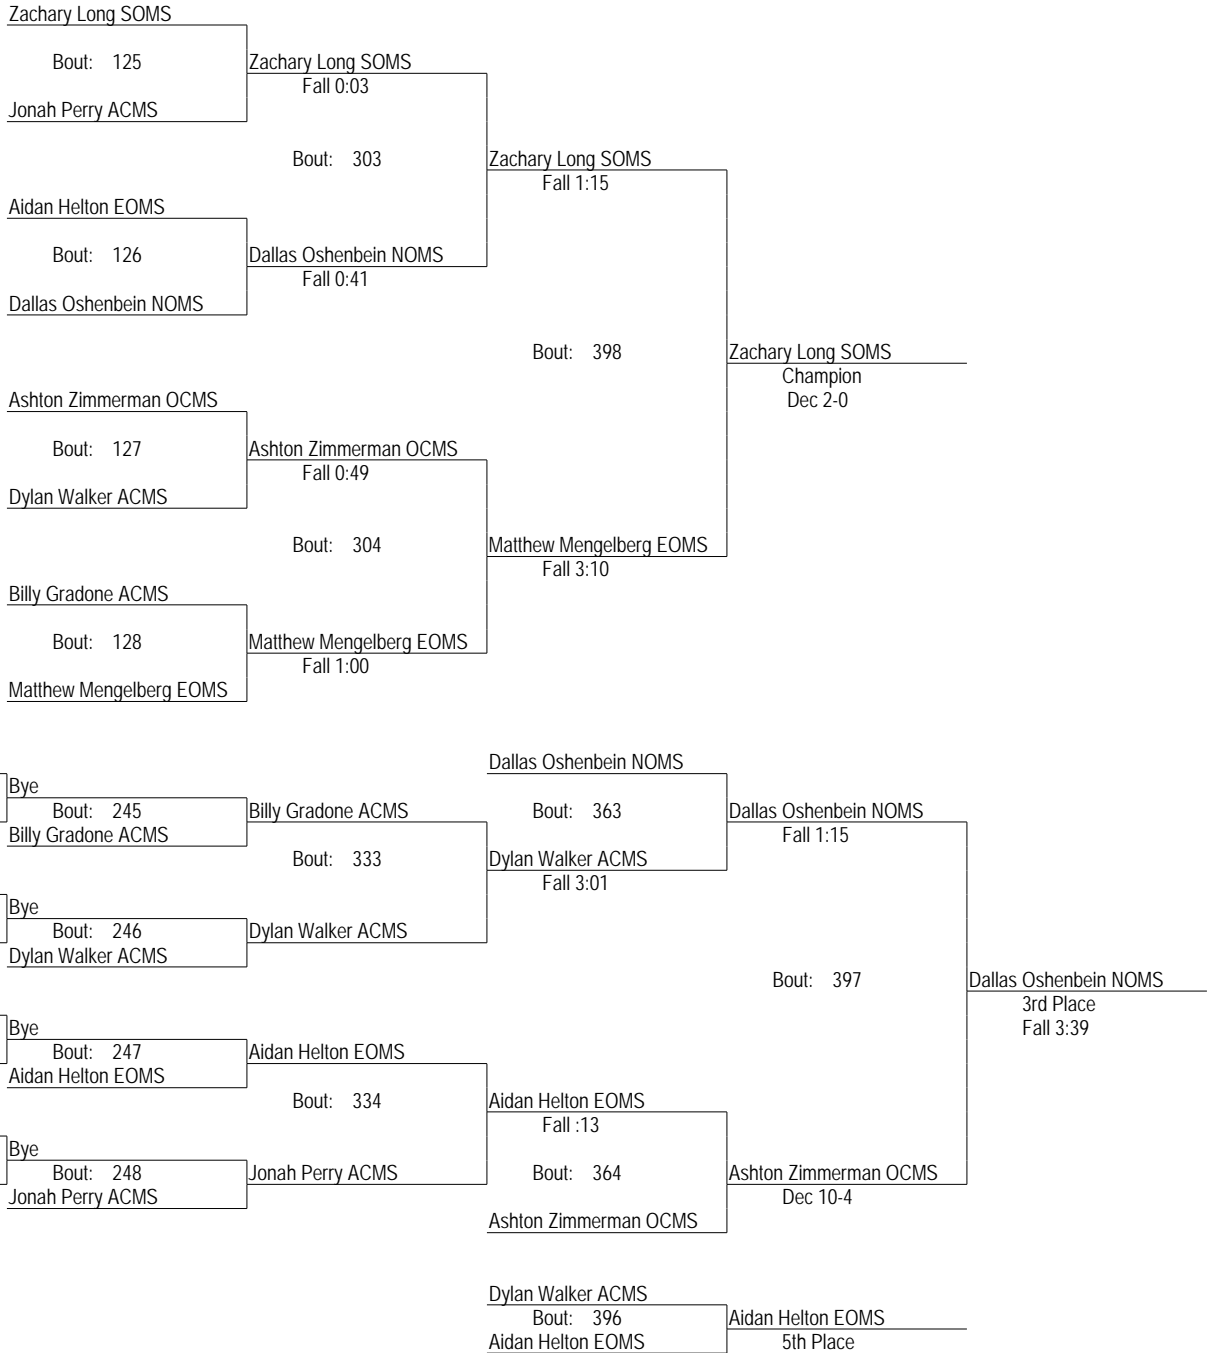 Zachary Long SOMS
Bout: 125
Zachary Long SOMS
Fall 0:03
Jonah Perry ACMS
Bout: 303
Zachary Long SOMS
Fall 1:15
Aidan Helton EOMS
Bout: 126
Dallas Oshenbein NOMS
Fall 0:41
Dallas Oshenbein NOMS
Bout: 398
Zachary Long SOMS
Champion
Dec 2-0
Ashton Zimmerman OCMS
Bout: 127
Ashton Zimmerman OCMS
Fall 0:49
Dylan Walker ACMS
Bout: 304
Matthew Mengelberg EOMS
Fall 3:10
Billy Gradone ACMS
Bout: 128
Matthew Mengelberg EOMS
Fall 1:00
Matthew Mengelberg EOMS
Dallas Oshenbein NOMS
Bye
Bout: 245
Billy Gradone ACMS
Bout: 363
Dallas Oshenbein NOMS
Fall 1:15
Billy Gradone ACMS
Bout: 333
Dylan Walker ACMS
Fall 3:01
Bye
Bout: 246
Dylan Walker ACMS
Dylan Walker ACMS
Bout: 397
Dallas Oshenbein NOMS
3rd Place
Fall 3:39
Bye
Bout: 247
Aidan Helton EOMS
Aidan Helton EOMS
Bout: 334
Aidan Helton EOMS
Fall :13
Bye
Bout: 248
Jonah Perry ACMS
Bout: 364
Ashton Zimmerman OCMS
Dec 10-4
Jonah Perry ACMS
Ashton Zimmerman OCMS
Dylan Walker ACMS
Bout: 396
Aidan Helton EOMS
Aidan Helton EOMS
5th Place